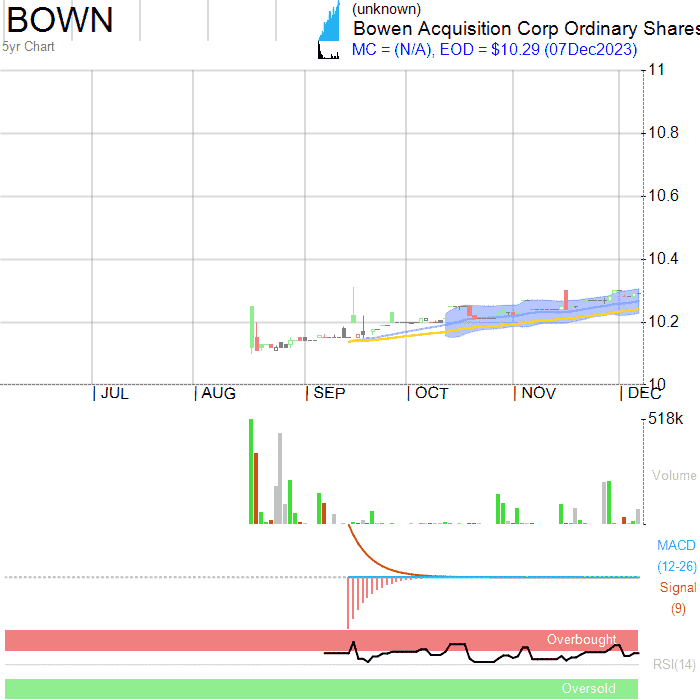 BOWN
5yr Chart
(unknown)
Bowen Acquisition Corp Ordinary Shares
MC = (N/A), EOD = $10.29 (07Dec2023)
11
10.8
10.6
10.4
10.2
10
JUL
AUG
SEP
OCT
NOV
DEC
518k
Volume
MACD
(12-26)
Signal
(9)
Overbought
RSI(14)
Oversold